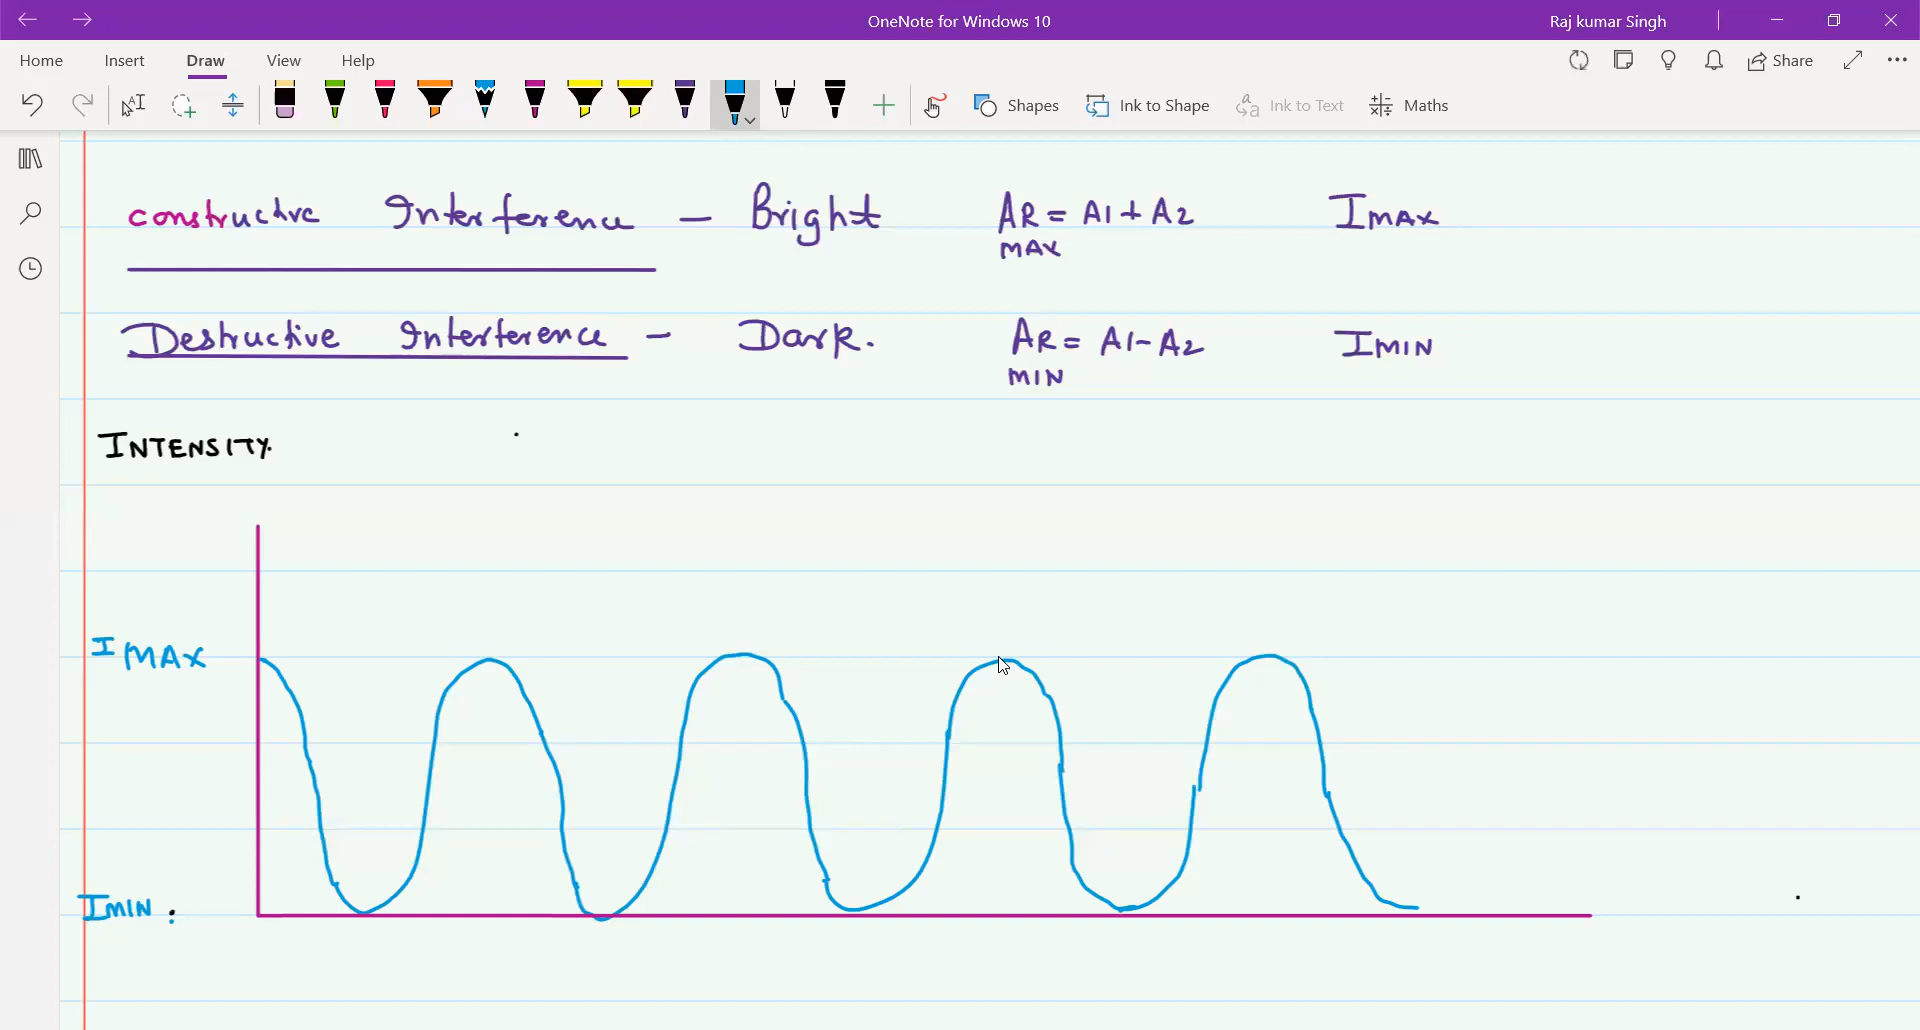 OneNote for Windows 10 Raj kumar Singh
Home Insert Draw View Help Share
Shapes Ink to Shape Ink to Text Maths
constructive Interference - Bright AR = A1 + A2 IMAX
MAX
Destructive Interference - Dark. AR = A1 - A2 IMIN
MIN
INTENSITY.
I MAX
IMIN